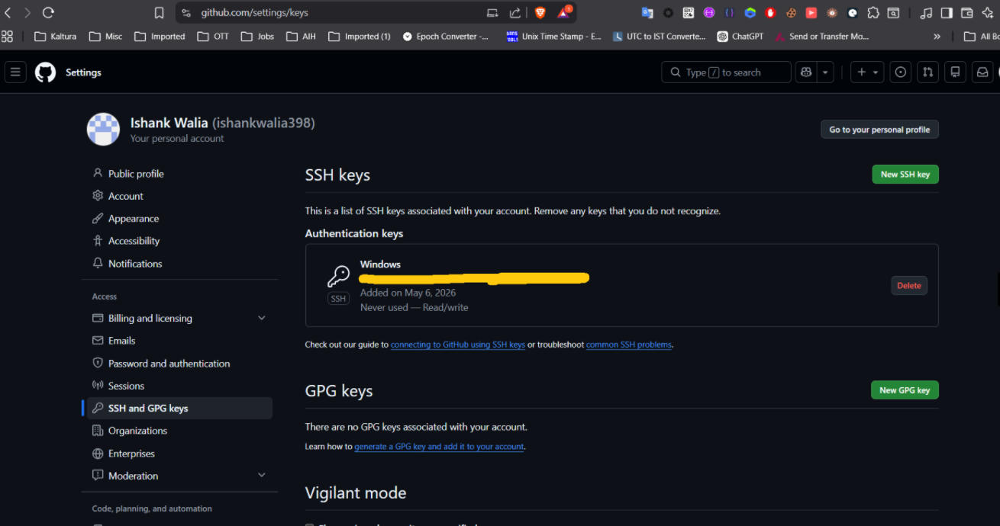 github.com/settings/keys
1
Kaltura Misc Imported OTT Jobs AIH Imported (1) Epoch Converter -... Unix Time Stamp - E... UTC to IST Converte... ChatGPT Send or Transfer Mo... » All Bo
Settings
Type / to search
Ishank Walia (ishankwalia398)
Your personal account
Go to your personal profile
Public profile
Account
Appearance
Accessibility
Notifications
Access
Billing and licensing
Emails
Password and authentication
Sessions
SSH and GPG keys
Organizations
Enterprises
Moderation
Code, planning, and automation
SSH keys
New SSH key
This is a list of SSH keys associated with your account. Remove any keys that you do not recognize.
Authentication keys
Windows
SSH
Added on May 6, 2026
Never used — Read/write
Delete
Check out our guide to connecting to GitHub using SSH keys or troubleshoot common SSH problems.
GPG keys
New GPG key
There are no GPG keys associated with your account.
Learn how to generate a GPG key and add it to your account.
Vigilant mode